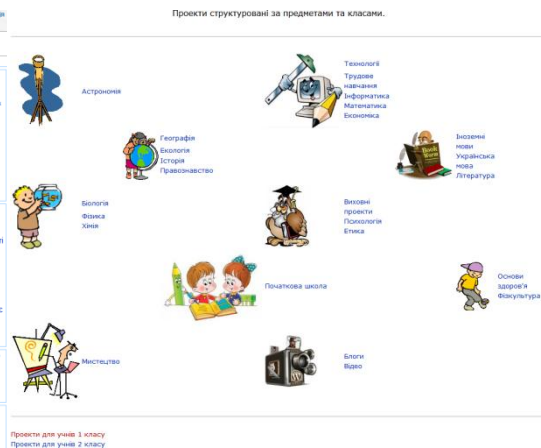 Проекти структуровані за предметами та класами.
Астрономія
Технології
Трудове
навчання
Інформатика
Математика
Економіка
Географія
Екологія
Історія
Правознавство
Іноземні
мови
Українська
мова
Література
Біологія
Фізика
Хімія
Виховні
проекти
Психологія
Етика
Початкова школа
Основи
здоров'я
Фізкультура
Мистецтво
Блоги
Відео
Проекти для учнів 1 класу
Проекти для учнів 2 класу